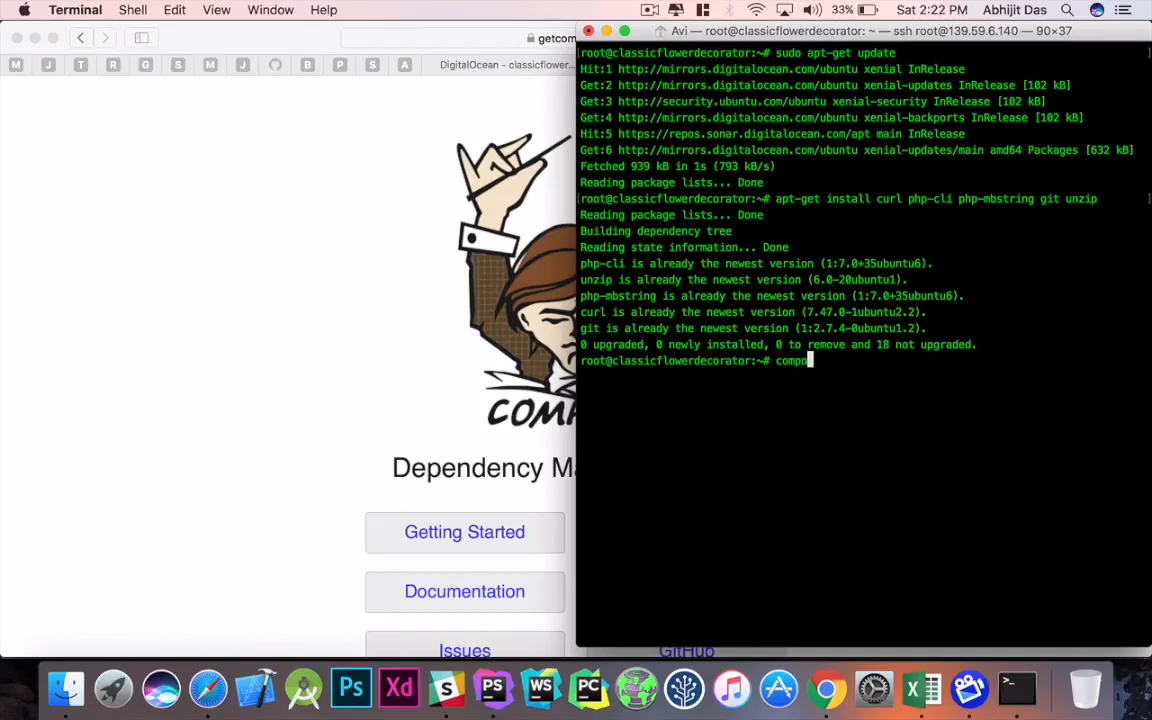 Terminal Shell Edit View Window Help 33% Sat 2:22 PM Abhijit Das
getcom
M J T R G S M J B P S A DigitalOcean – classicflower...
COMP
Dependency Ma
Getting Started
Documentation
Issues
GitHub
Avi — root@classicflowerdecorator: ~ — ssh root@139.59.6.140 — 90×37
[root@classicflowerdecorator:~# sudo apt-get update ]
Hit:1 http://mirrors.digitalocean.com/ubuntu xenial InRelease
Get:2 http://mirrors.digitalocean.com/ubuntu xenial-updates InRelease [102 kB]
Get:3 http://security.ubuntu.com/ubuntu xenial-security InRelease [102 kB]
Get:4 http://mirrors.digitalocean.com/ubuntu xenial-backports InRelease [102 kB]
Hit:5 https://repos.sonar.digitalocean.com/apt main InRelease
Get:6 http://mirrors.digitalocean.com/ubuntu xenial-updates/main amd64 Packages [632 kB]
Fetched 939 kB in 1s (793 kB/s)
Reading package lists... Done
[root@classicflowerdecorator:~# apt-get install curl php-cli php-mbstring git unzip ]
Reading package lists... Done
Building dependency tree
Reading state information... Done
php-cli is already the newest version (1:7.0+35ubuntu6).
unzip is already the newest version (6.0-20ubuntu1).
php-mbstring is already the newest version (1:7.0+35ubuntu6).
curl is already the newest version (7.47.0-1ubuntu2.2).
git is already the newest version (1:2.7.4-0ubuntu1.2).
0 upgraded, 0 newly installed, 0 to remove and 18 not upgraded.
root@classicflowerdecorator:~# compo
Ps Xd S PS WS PC X >_